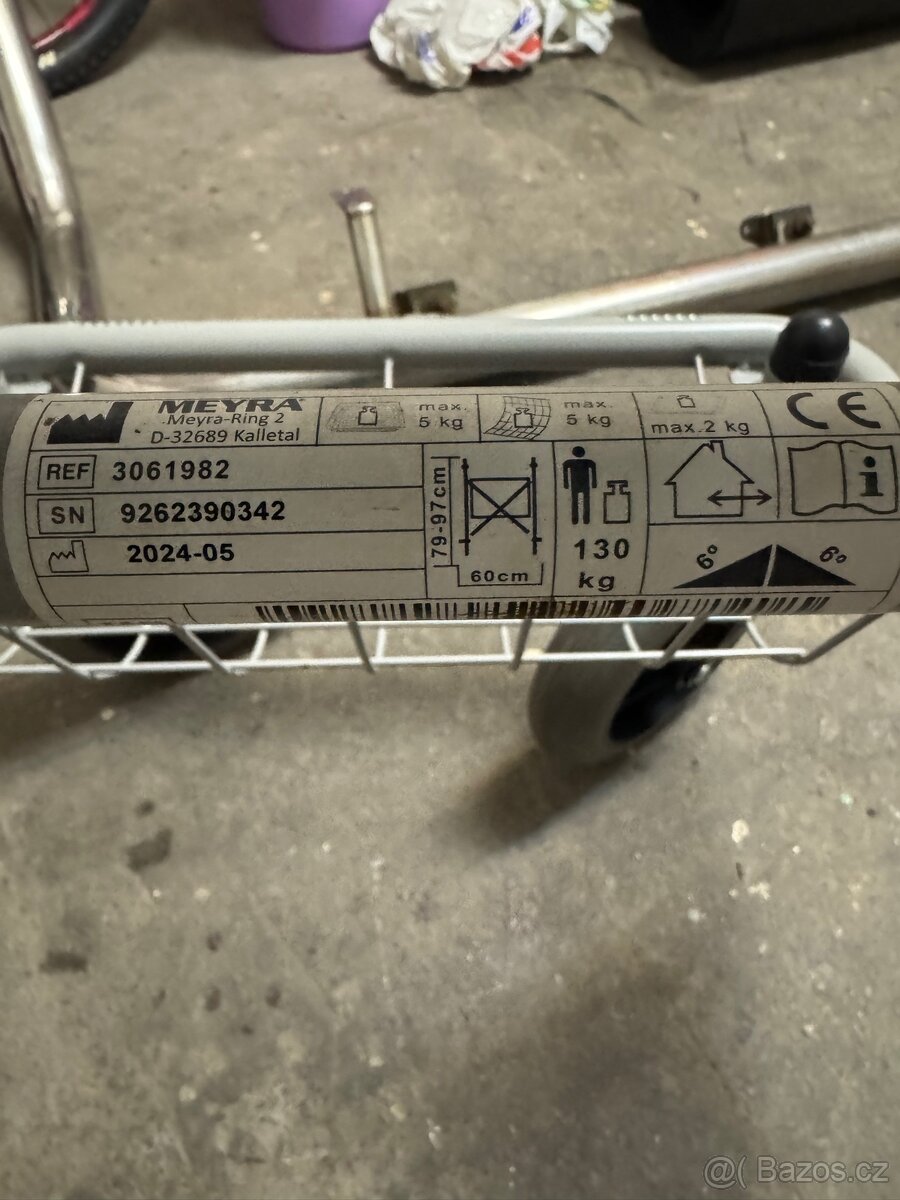 MEYRA
Meyra-Ring 2
D-32689 Kalletal
max.
5 kg
max.
5 kg
max. 2 kg
CE
REF 3061982
SN 9262390342
2024-05
79-97cm
60cm
130
kg
i
6°
6°
@( Bazos.cz